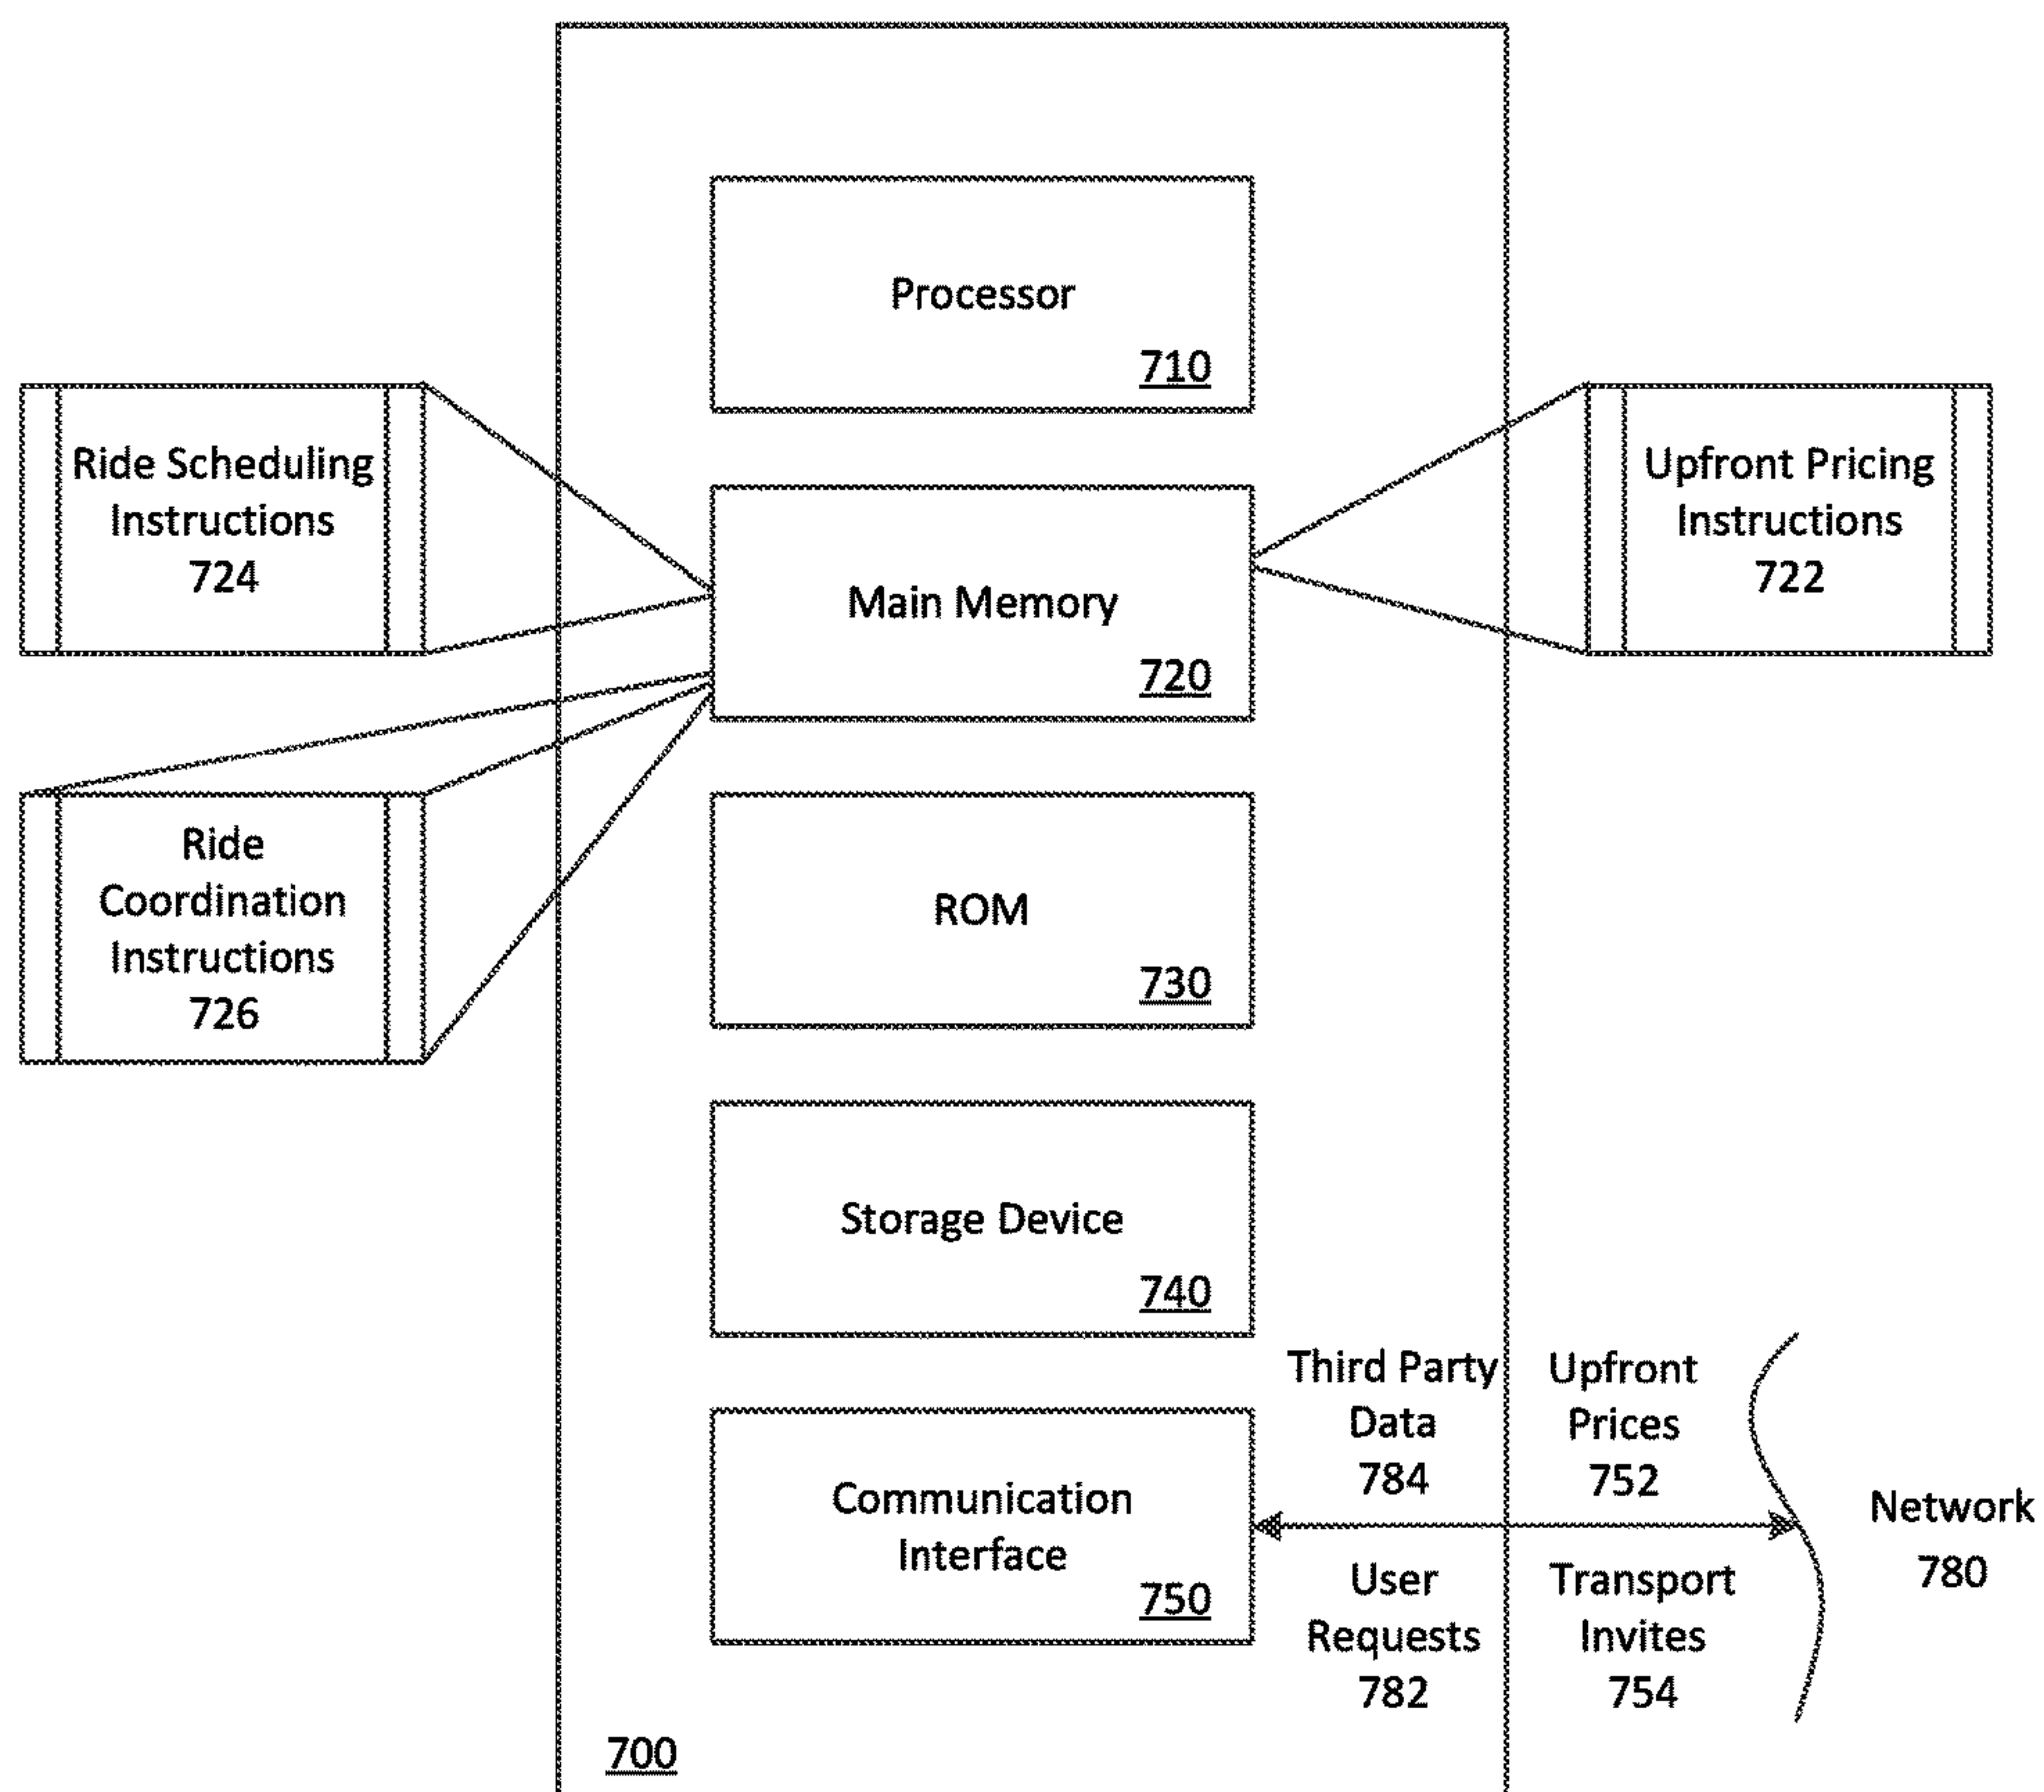 Processor
710
Ride Scheduling
Instructions
724
Main Memory
720
Upfront Pricing
Instructions
722
Ride
Coordination
Instructions
726
ROM
730
Storage Device
740
Communication
Interface
750
Third Party
Data
784
Upfront
Prices
752
User
Requests
782
Transport
Invites
754
Network
780
700